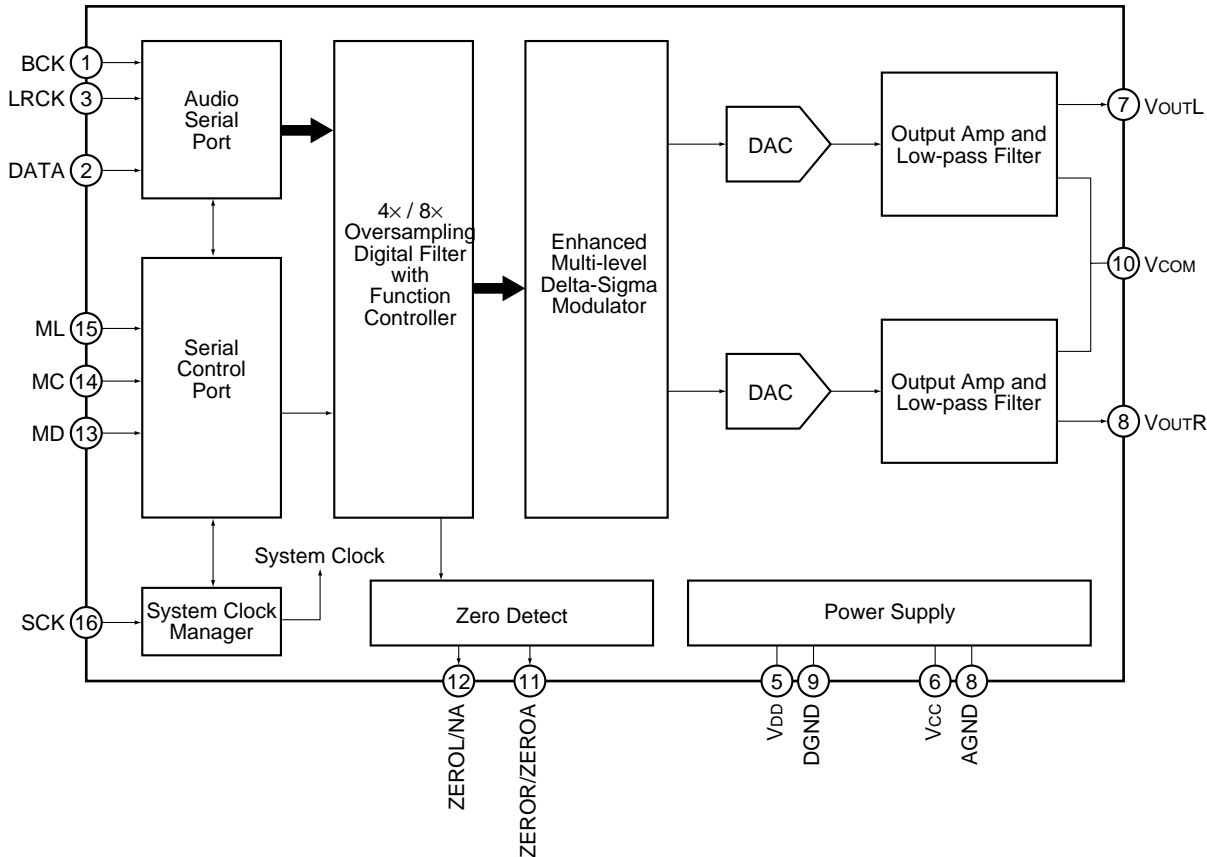 BCK 1
LRCK 3
DATA 2
Audio
Serial
Port
ML 15
MC 14
MD 13
Serial
Control
Port
SCK 16
System Clock
Manager
System Clock
4× / 8×
Oversampling
Digital Filter
with
Function
Controller
Enhanced
Multi-level
Delta-Sigma
Modulator
DAC
Output Amp and
Low-pass Filter
7 VOUTL
10 VCOM
DAC
Output Amp and
Low-pass Filter
8 VOUTR
Zero Detect
12 ZEROL/NA
11 ZEROR/ZEROA
Power Supply
5 VDD
9 DGND
6 VCC
8 AGND